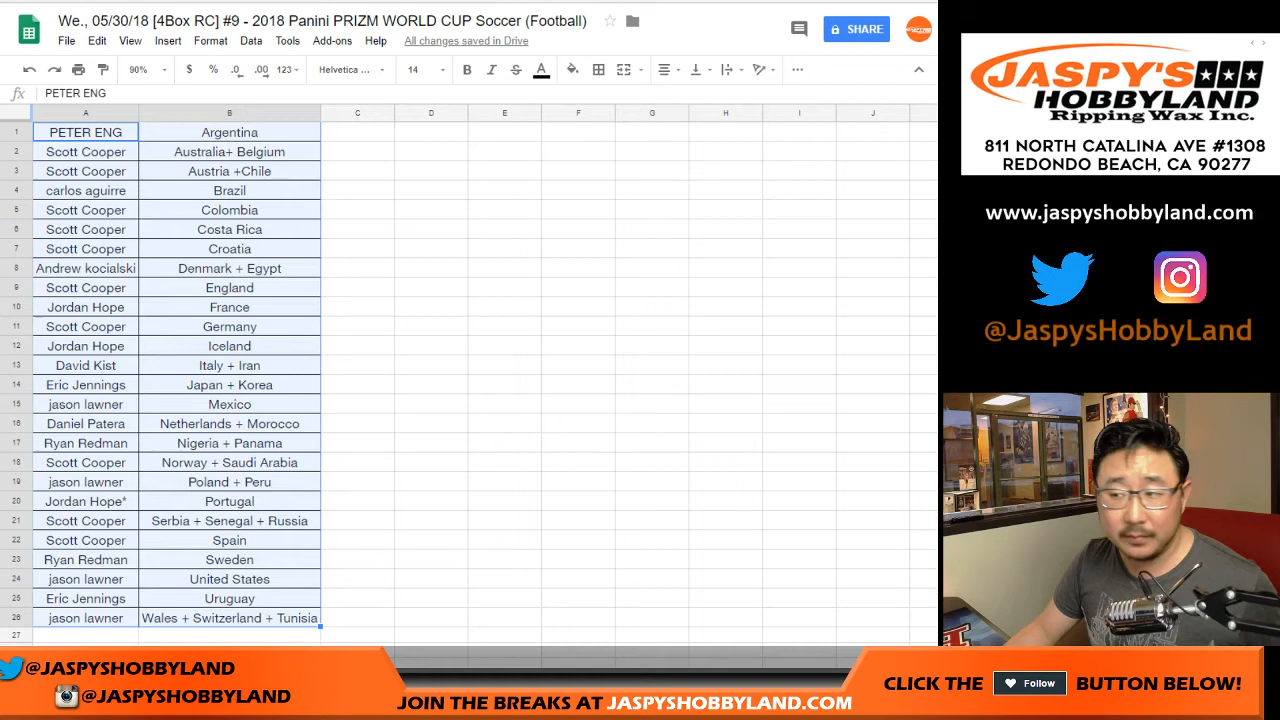 We., 05/30/18 [4Box RC] #9 - 2018 Panini PRIZM WORLD CUP Soccer (Football)
File Edit View Insert Format Data Tools Add-ons Help All changes saved in Drive
SHARE
90% $ % .0 .00 123 Helvetica ... 14 B I S A
fx PETER ENG
A B C D E F G H I J
1 PETER ENG Argentina
2 Scott Cooper Australia+ Belgium
3 Scott Cooper Austria +Chile
4 carlos aguirre Brazil
5 Scott Cooper Colombia
6 Scott Cooper Costa Rica
7 Scott Cooper Croatia
8 Andrew kocialski Denmark + Egypt
9 Scott Cooper England
10 Jordan Hope France
11 Scott Cooper Germany
12 Jordan Hope Iceland
13 David Kist Italy + Iran
14 Eric Jennings Japan + Korea
15 jason lawner Mexico
16 Daniel Patera Netherlands + Morocco
17 Ryan Redman Nigeria + Panama
18 Scott Cooper Norway + Saudi Arabia
19 jason lawner Poland + Peru
20 Jordan Hope* Portugal
21 Scott Cooper Serbia + Senegal + Russia
22 Scott Cooper Spain
23 Ryan Redman Sweden
24 jason lawner United States
25 Eric Jennings Uruguay
26 jason lawner Wales + Switzerland + Tunisia
27
JASPY'S
HOBBYLAND
Ripping Wax Inc.
811 NORTH CATALINA AVE #1308
REDONDO BEACH, CA 90277
www.jaspyshobbyland.com
@JaspysHobbyLand
@JASPYSHOBBYLAND
@JASPYSHOBBYLAND
JOIN THE BREAKS AT JASPYSHOBBYLAND.COM
CLICK THE Follow BUTTON BELOW!